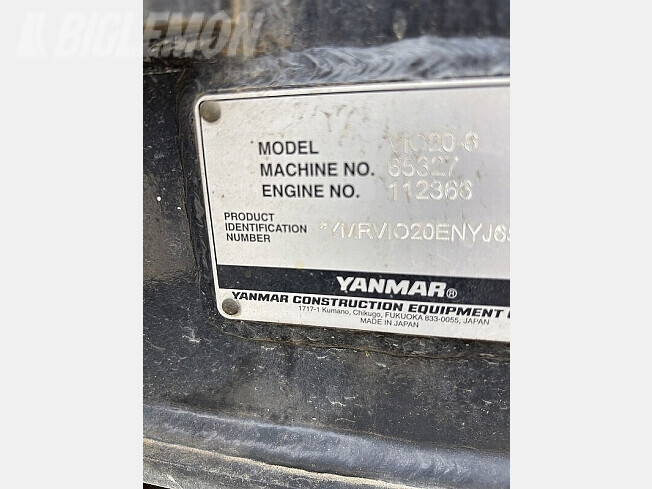 BIGLEMON
MODEL VIO20-6
MACHINE NO. 65327
ENGINE NO. 112366
PRODUCT
IDENTIFICATION
NUMBER
YANMAR®
YANMAR CONSTRUCTION EQUIPMENT
1717-1 Kumano, Chikugo, FUKUOKA 833-0055, JAPAN
MADE IN JAPAN